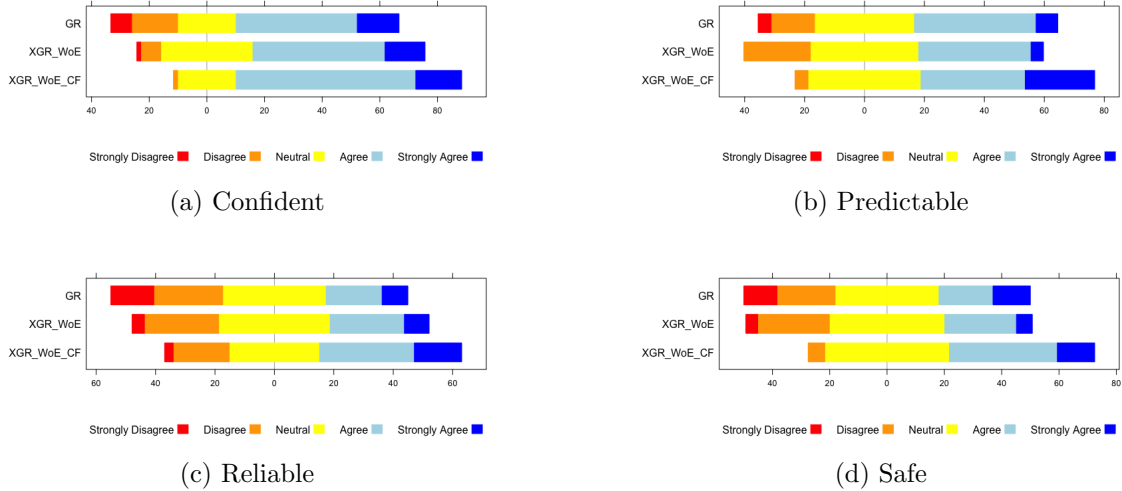 GR
XGR_WoE
XGR_WoE_CF
40 20 0 20 40 60 80
Strongly Disagree Disagree Neutral Agree Strongly Agree
(a) Confident
GR
XGR_WoE
XGR_WoE_CF
40 20 0 20 40 60 80
Strongly Disagree Disagree Neutral Agree Strongly Agree
(b) Predictable
GR
XGR_WoE
XGR_WoE_CF
60 40 20 0 20 40 60
Strongly Disagree Disagree Neutral Agree Strongly Agree
(c) Reliable
GR
XGR_WoE
XGR_WoE_CF
40 20 0 20 40 60 80
Strongly Disagree Disagree Neutral Agree Strongly Agree
(d) Safe